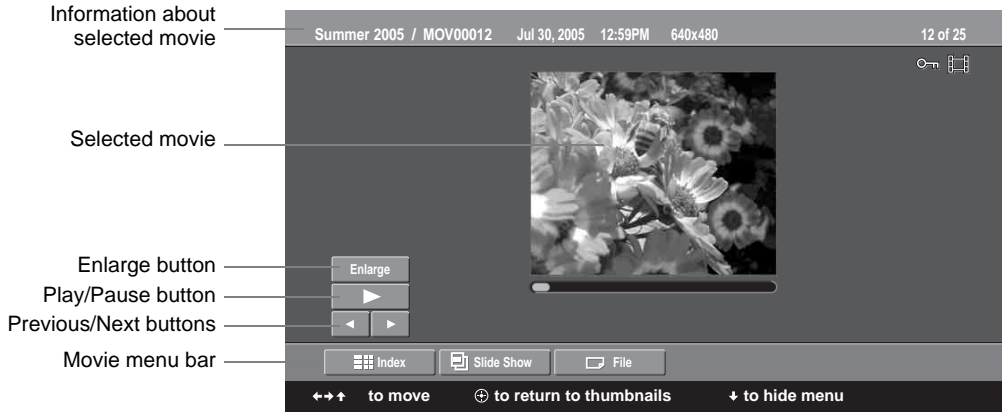 Information about
selected movie
Summer 2005 / MOV00012 Jul 30, 2005 12:59PM 640x480 12 of 25
Selected movie
Enlarge button
Enlarge
Play/Pause button
Previous/Next buttons
Movie menu bar
Index Slide Show File
to move to return to thumbnails to hide menu